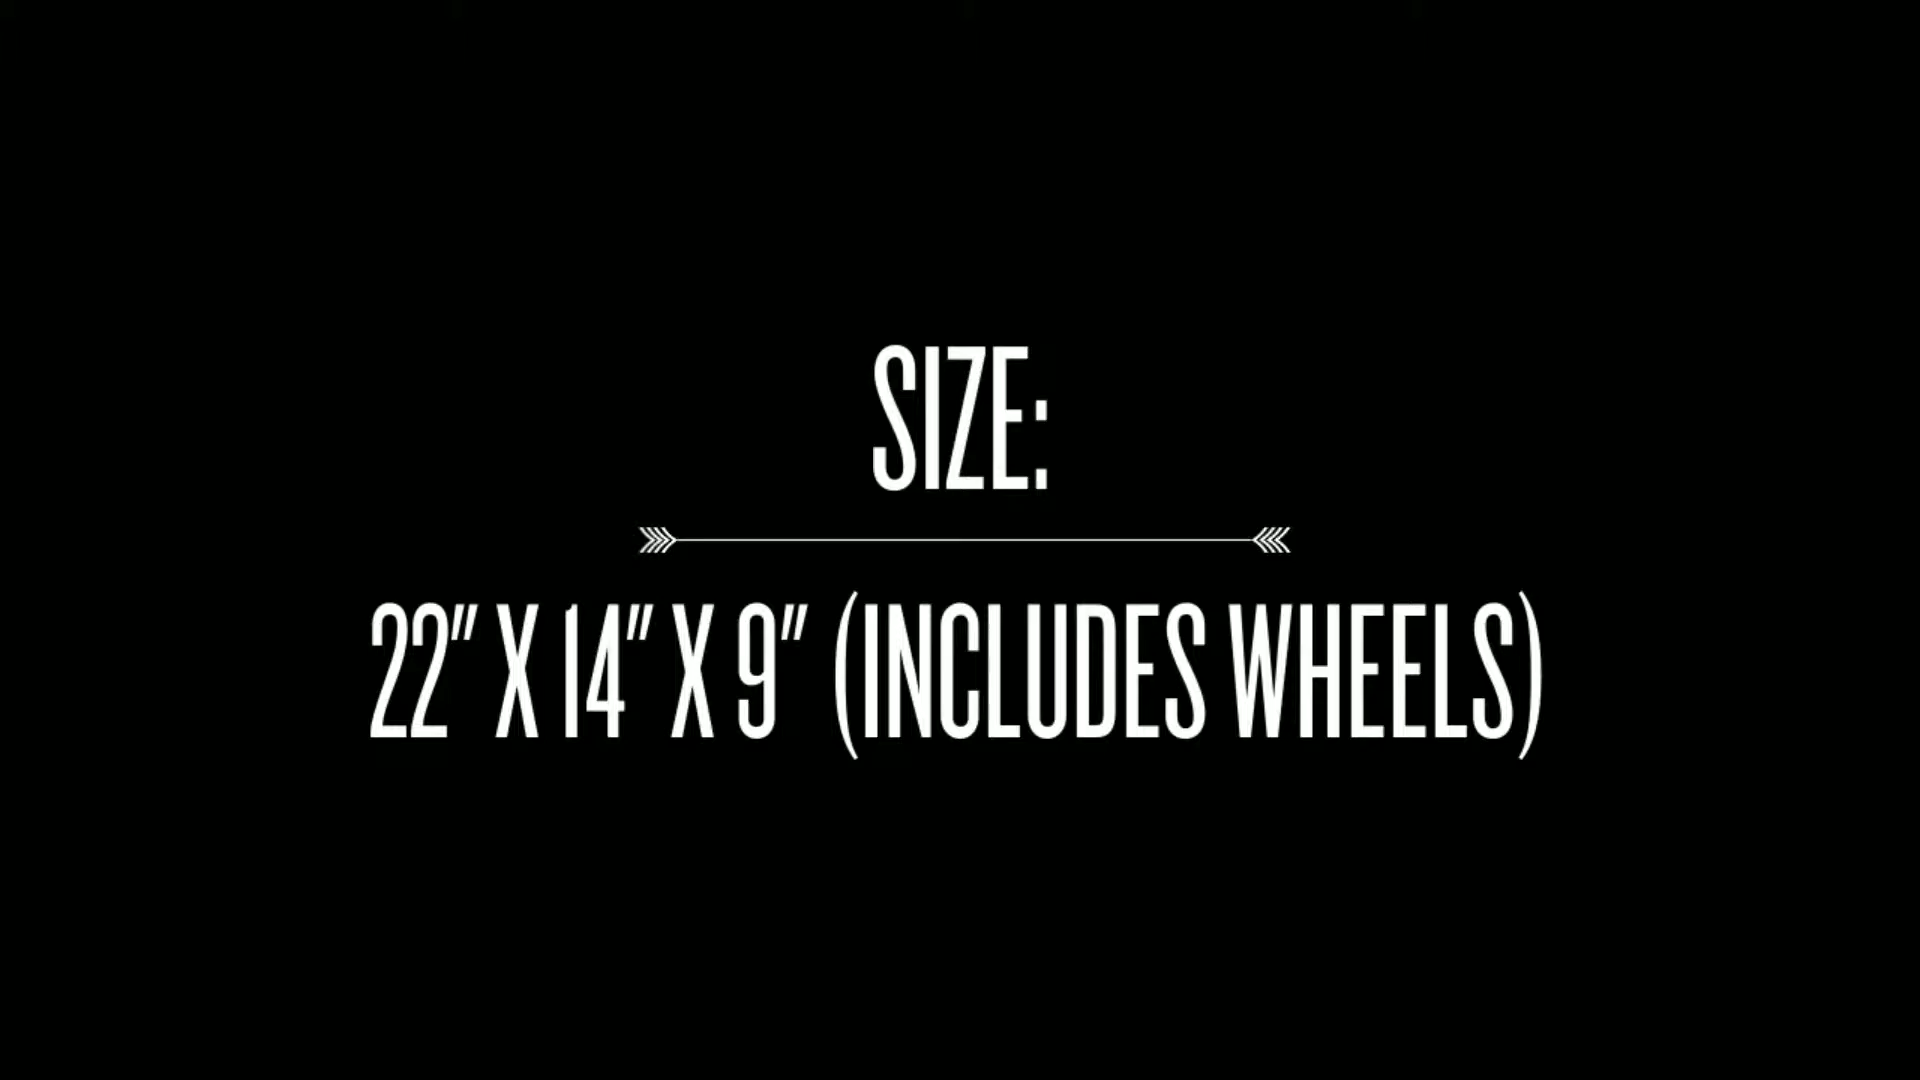 SIZE:
22" X 14" X 9" (INCLUDES WHEELS)